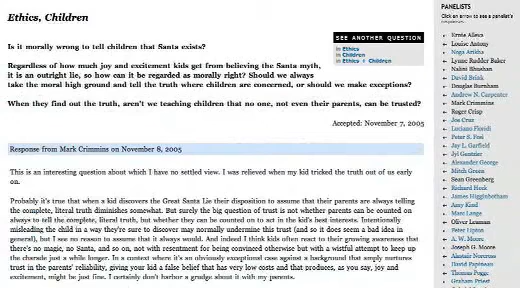 Ethics, Children
SEE ANOTHER QUESTION
in Ethics
in Children
in Ethics + Children
Is it morally wrong to tell children that Santa exists?
Regardless of how much joy and excitement kids get from believing the Santa myth,
it is an outright lie, so how can it be regarded as morally right? Should we always
take the moral high ground and tell the truth where children are concerned, or should we make exceptions?
When they find out the truth, aren't we teaching children that no one, not even their parents, can be trusted?
Accepted: November 7, 2005
Response from Mark Crimmins on November 8, 2005
This is an interesting question about which I have no settled view. I was relieved when my kid tricked the truth out of us early
on.
Probably it's true that when a kid discovers the Great Santa Lie their disposition to assume that their parents are always telling
the complete, literal truth diminishes somewhat. But surely the big question of trust is not whether parents can be counted on
always to tell the complete, literal truth, but whether they can be counted on to act in the kid's best interests. Intentionally
misleading the child in a way they're sure to discover may normally undermine this trust (and so it does seem a bad idea in
general), but I see no reason to assume that it always would. And indeed I think kids often react to their growing awareness that
there's no magic, no Santa, and so on, not with resentment for being convinced otherwise but with a wistful attempt to keep up
the charade just a while longer. In a context where it's an obviously exceptional case against a background that amply nurtures
trust in the parents' reliability, giving your kid a false belief that has very low costs and that produces, as you say, joy and
excitement, might be just fine. I certainly don't harbor a grudge about it with my parents.
PANELISTS
Click on arrow to see a panelist's
responses.
Ernie Alleva
Louise Antony
Noga Arikha
Lynne Rudder Baker
Nalini Bhushan
David Brink
Douglas Burnham
Andrew N. Carpenter
Mark Crimmins
Roger Crisp
Joe Cruz
Luciano Floridi
Peter S. Fosl
Jay L. Garfield
Jyl Gentzler
Alexander George
Mitch Green
Sean Greenberg
Richard Heck
James Higginbotham
Amy Kind
Marc Lange
Oliver Leaman
Peter Lipton
A. W. Moore
Joseph G. Moore
Alastair Norcross
David Papineau
Thomas Pogge
Graham Priest